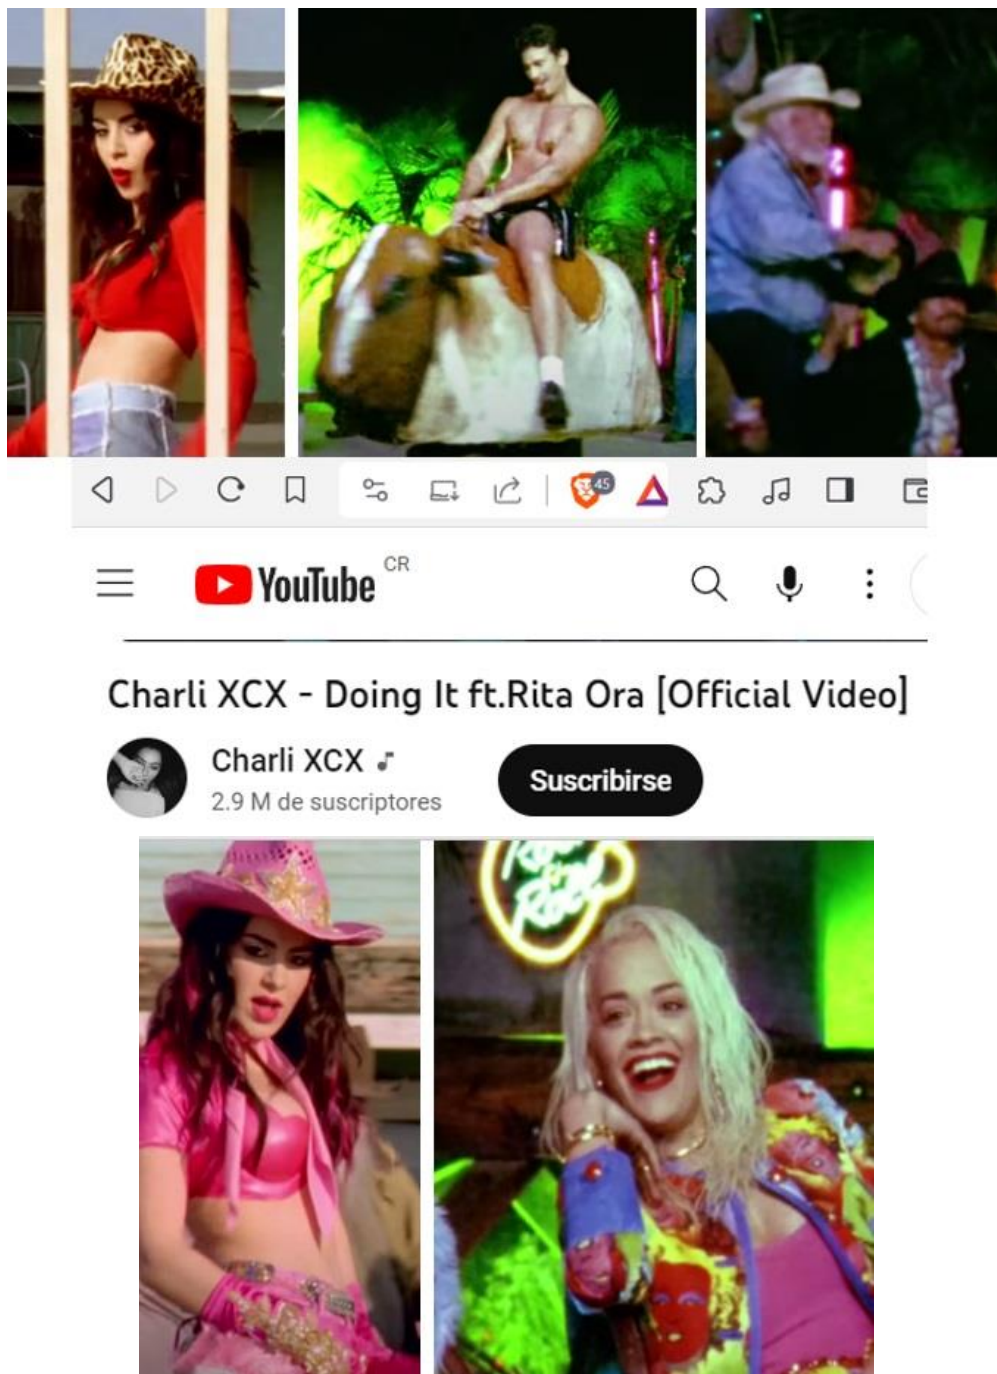 45
YouTube CR
Charli XCX - Doing It ft.Rita Ora [Official Video]
Charli XCX
2.9 M de suscriptores
Suscribirse